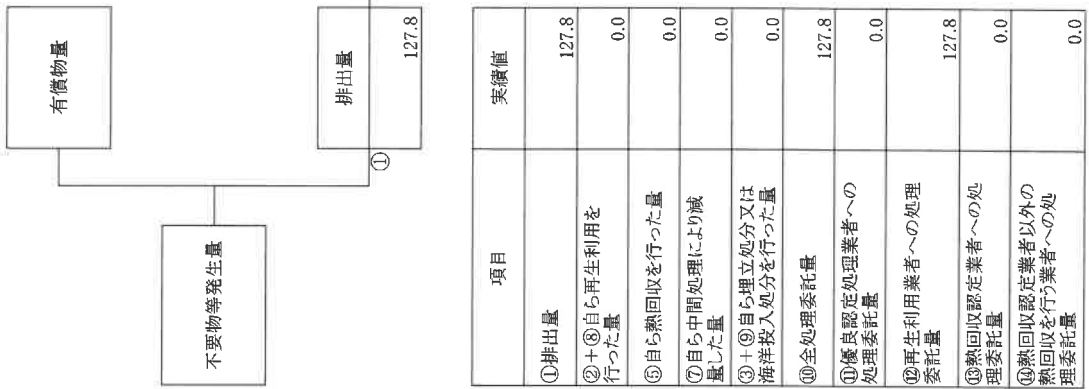 有償物量
不要物等発生量
①
排出量
127.8
項目
実績値
①排出量
127.8
②+⑧自ら再生利用を
行った量
0.0
⑤自ら熱回収を行った量
0.0
⑦自ら中間処理により減
量した量
0.0
③+⑨自ら埋立処分又は
海洋投入処分を行った量
0.0
⑩全処理委託量
127.8
⑪優良認定処理業者への
処理委託量
0.0
⑫再生利用業者への処理
委託量
127.8
⑬熱回収認定業者への処
理委託量
0.0
⑭熱回収認定業者以外の
熱回収を行う業者への処
理委託量
0.0